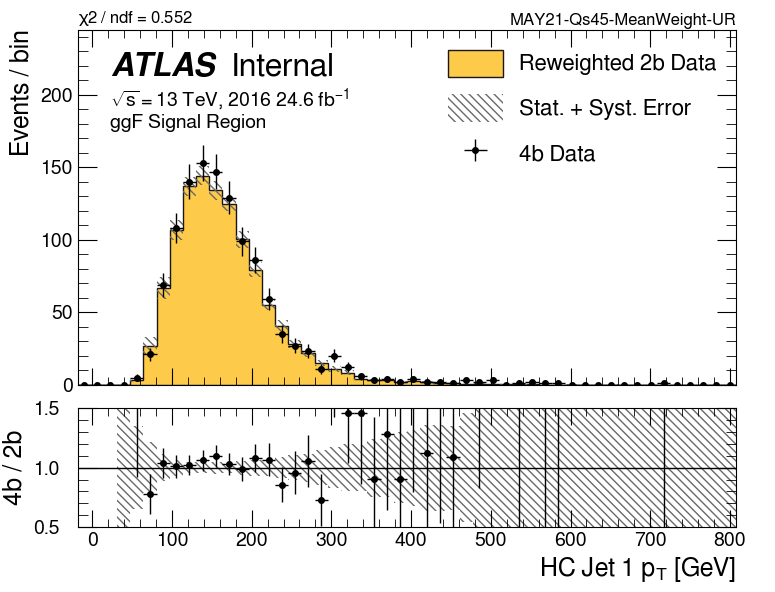 χ2 / ndf = 0.552
MAY21-Qs45-MeanWeight-UR
Events / bin
ATLAS Internal
√s = 13 TeV, 2016 24.6 fb⁻¹
ggF Signal Region
Reweighted 2b Data
Stat. + Syst. Error
4b Data
200
150
100
50
0
4b / 2b
1.5
1.0
0.5
0 100 200 300 400 500 600 700 800
HC Jet 1 p_T [GeV]